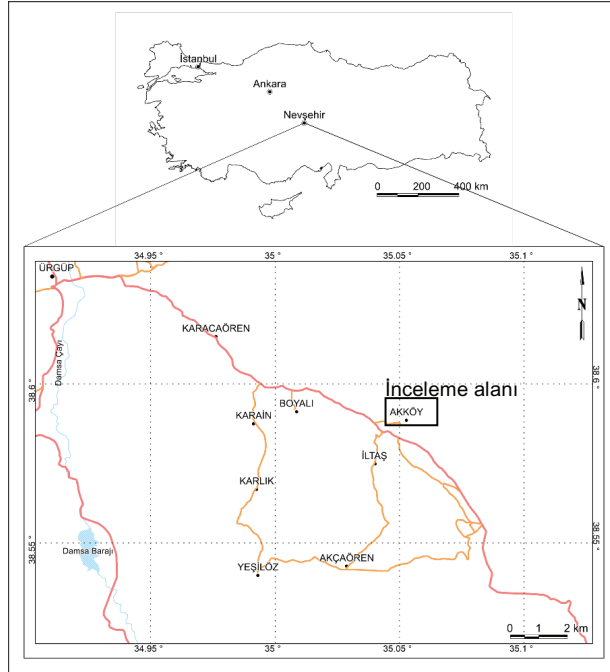 İstanbul
Ankara
Nevşehir
0 200 400 km
34.95 ° 35 ° 35.05 ° 35.1 °
ÜRGÜP
N
KARACAÖREN
Damsa Çayı
38.6 °
38.6 °
İnceleme alanı
BOYALI
AKKÖY
KARAİN
İLTAŞ
KARLIK
38.55 °
38.55 °
Damsa Barajı
AKÇAÖREN
YEŞİLÖZ
0 1 2 km
34.95 ° 35 ° 35.05 ° 35.1 °